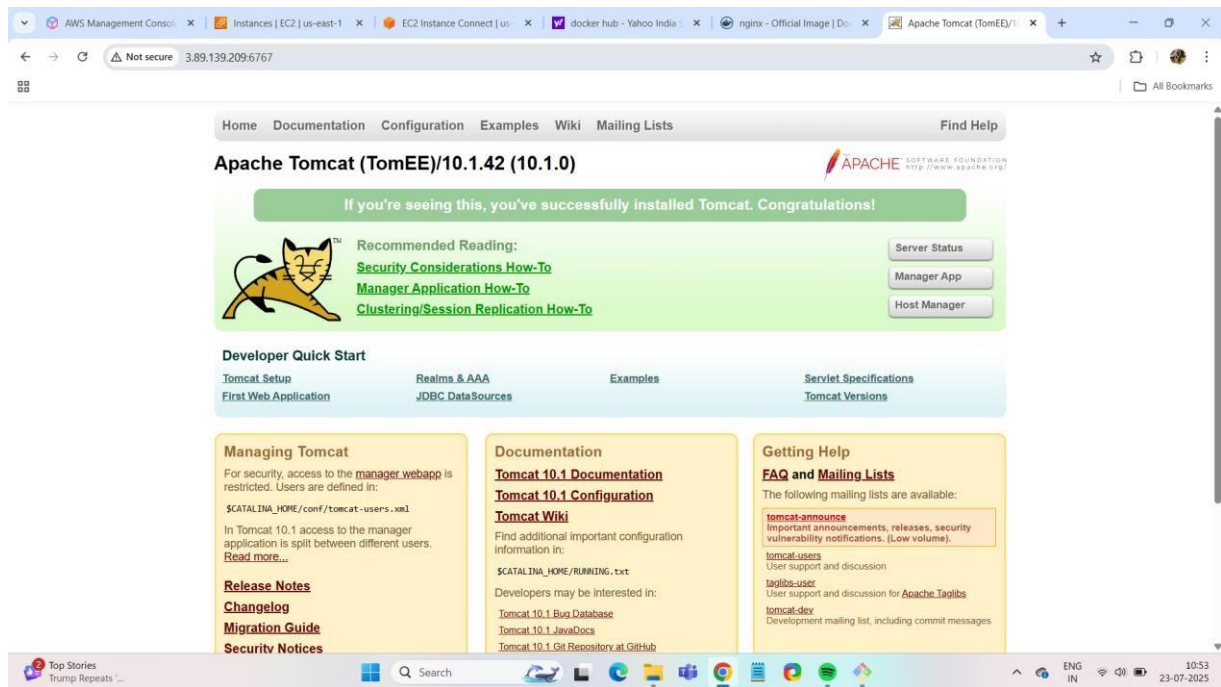 AWS Management Consol
Instances | EC2 | us-east-1
EC2 Instance Connect | us-
docker hub - Yahoo India S
nginx - Official Image | Do
Apache Tomcat (TomEE)/1
Not secure
3.89.139.209:6767
All Bookmarks
Home Documentation Configuration Examples Wiki Mailing Lists Find Help
Apache Tomcat (TomEE)/10.1.42 (10.1.0)
APACHE SOFTWARE FOUNDATION
http://www.apache.org/
If you're seeing this, you've successfully installed Tomcat. Congratulations!
TM
Recommended Reading:
Security Considerations How-To
Manager Application How-To
Clustering/Session Replication How-To
Server Status
Manager App
Host Manager
Developer Quick Start
Tomcat Setup
First Web Application
Realms & AAA
JDBC DataSources
Examples
Servlet Specifications
Tomcat Versions
Managing Tomcat
For security, access to the manager webapp is
restricted. Users are defined in:
$CATALINA_HOME/conf/tomcat-users.xml
In Tomcat 10.1 access to the manager
application is split between different users.
Read more...
Release Notes
Changelog
Migration Guide
Security Notices
Documentation
Tomcat 10.1 Documentation
Tomcat 10.1 Configuration
Tomcat Wiki
Find additional important configuration
information in:
$CATALINA_HOME/RUNNING.txt
Developers may be interested in:
Tomcat 10.1 Bug Database
Tomcat 10.1 JavaDocs
Tomcat 10.1 Git Repository at GitHub
Getting Help
FAQ and Mailing Lists
The following mailing lists are available:
tomcat-announce
Important announcements, releases, security
vulnerability notifications. (Low volume).
tomcat-users
User support and discussion
taglibs-user
User support and discussion for Apache Taglibs
tomcat-dev
Development mailing list, including commit messages
2
Top Stories
Trump Repeats '...
Search
ENG
IN
10:53
23-07-2025